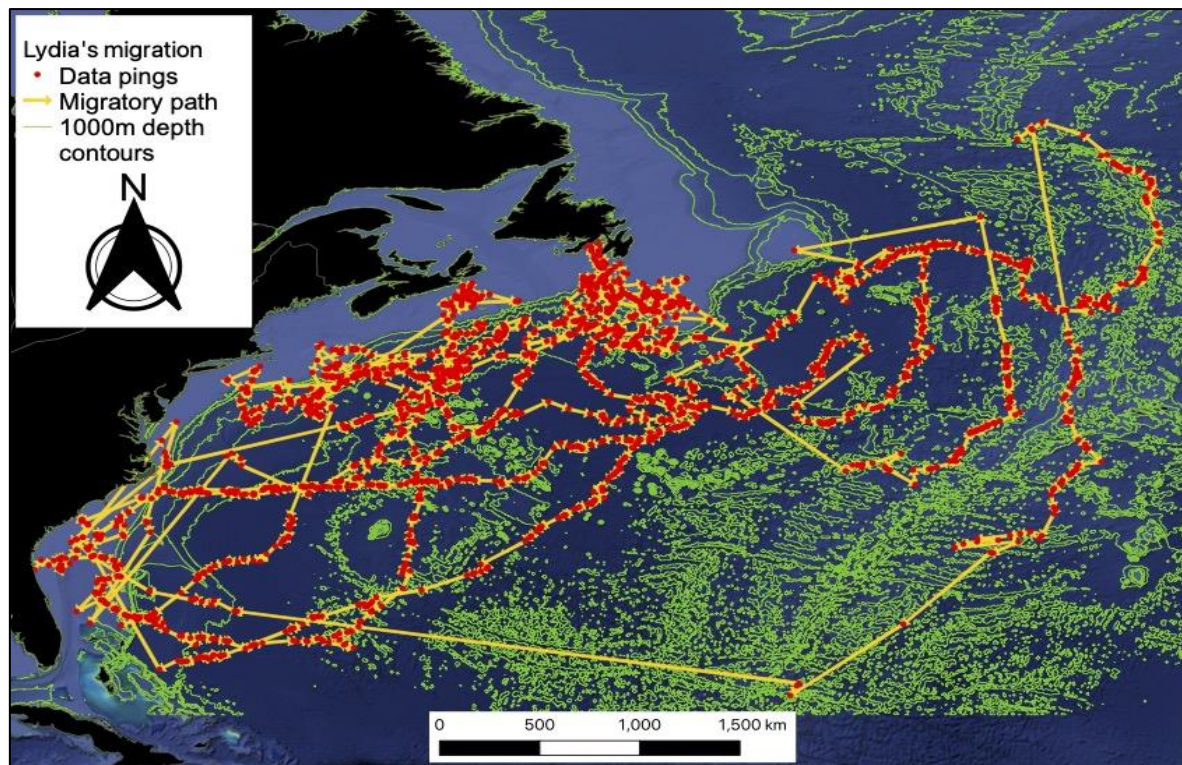 Lydia's migration
Data pings
Migratory path
1000m depth
contours
N
0 500 1,000 1,500 km